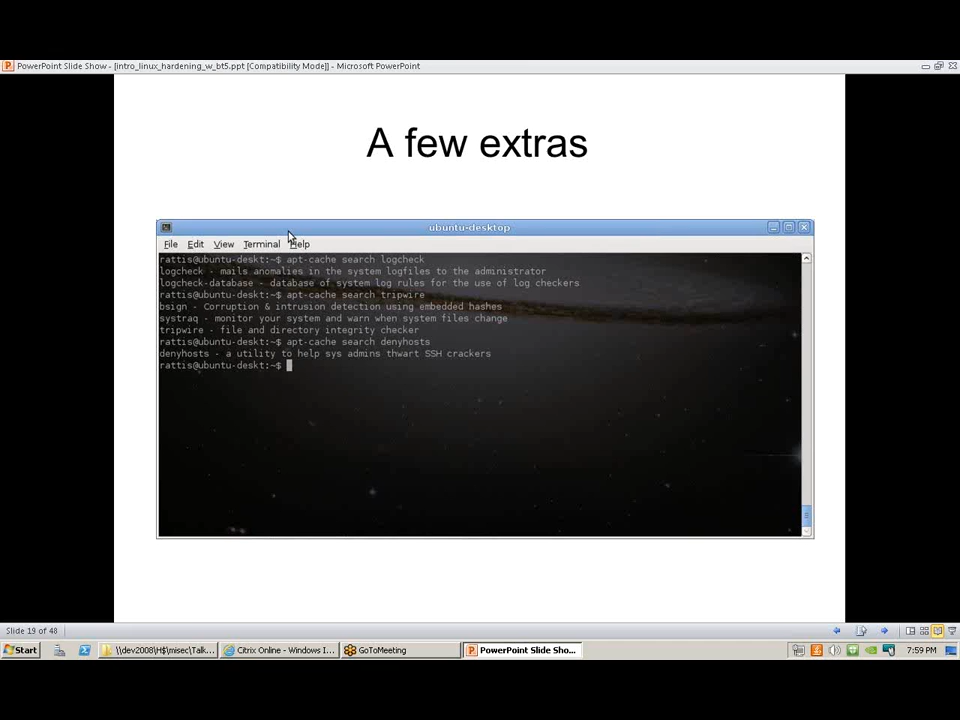 PowerPoint Slide Show - [intro_linux_hardening_w_bt5.ppt [Compatibility Mode]] - Microsoft PowerPoint
A few extras
ubuntu-desktop
File Edit View Terminal Help
rattis@ubuntu-deskt:~$ apt-cache search logcheck
logcheck - mails anomalies in the system logfiles to the administrator
logcheck-database - database of system log rules for the use of log checkers
rattis@ubuntu-deskt:~$ apt-cache search tripwire
bsign - Corruption & intrusion detection using embedded hashes
systraq - monitor your system and warn when system files change
tripwire - file and directory integrity checker
rattis@ubuntu-deskt:~$ apt-cache search denyhosts
denyhosts - a utility to help sys admins thwart SSH crackers
rattis@ubuntu-deskt:~$
Slide 19 of 48
Start \\dev2008\H$\misec\Talk... Citrix Online - Windows I... GoToMeeting PowerPoint Slide Sho... 7:59 PM